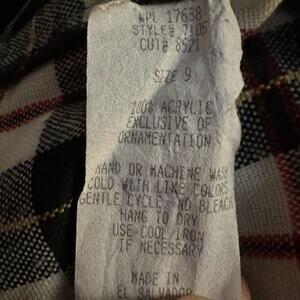 WPL 17638
STYLE# 7105
CUT# 8521
SIZE 9
100% ACRYLIC
EXCLUSIVE OF
ORNAMENTATION
HAND OR MACHINE WASH
COLD WITH LIKE COLORS
GENTLE CYCLE NO BLEACH
HANG TO DRY
USE COOL IRON
IF NECESSARY
MADE IN
EL SALVADOR